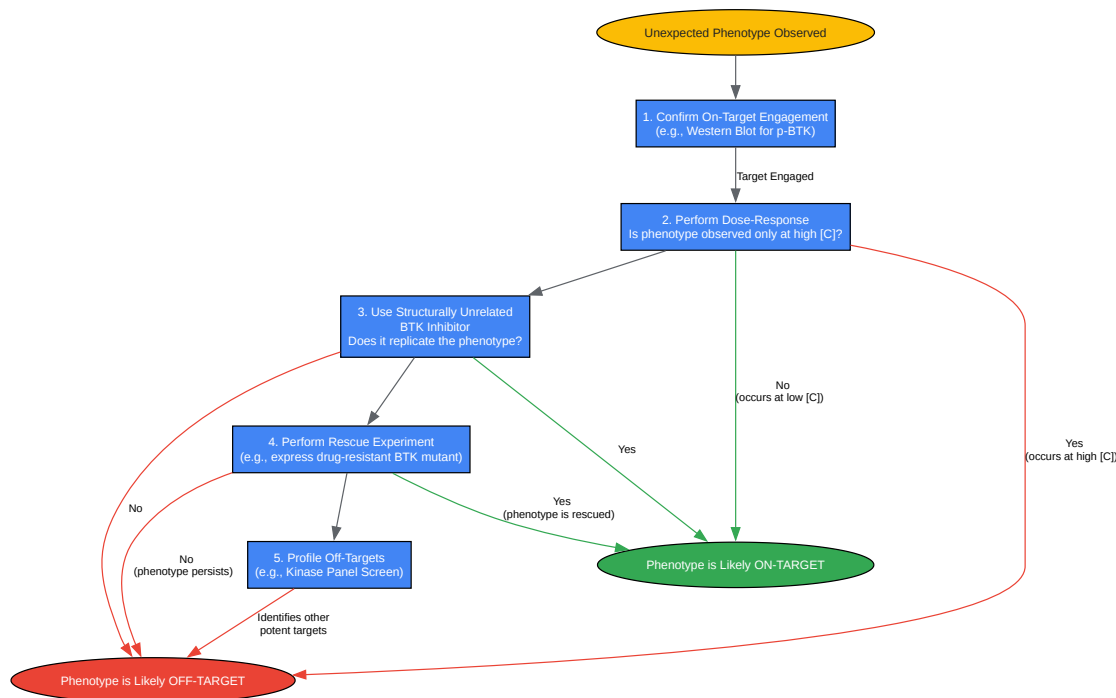 Unexpected Phenotype Observed
1. Confirm On-Target Engagement
(e.g., Western Blot for p-BTK)
Target Engaged
2. Perform Dose-Response
Is phenotype observed only at high [C]?
3. Use Structurally Unrelated
BTK Inhibitor
Does it replicate the phenotype?
No
(occurs at low [C])
Yes
(occurs at high [C])
4. Perform Rescue Experiment
(e.g., express drug-resistant BTK mutant)
Yes
No
Yes
(phenotype is rescued)
5. Profile Off-Targets
(e.g., Kinase Panel Screen)
No
(phenotype persists)
Phenotype is Likely ON-TARGET
Identifies other
potent targets
Phenotype is Likely OFF-TARGET